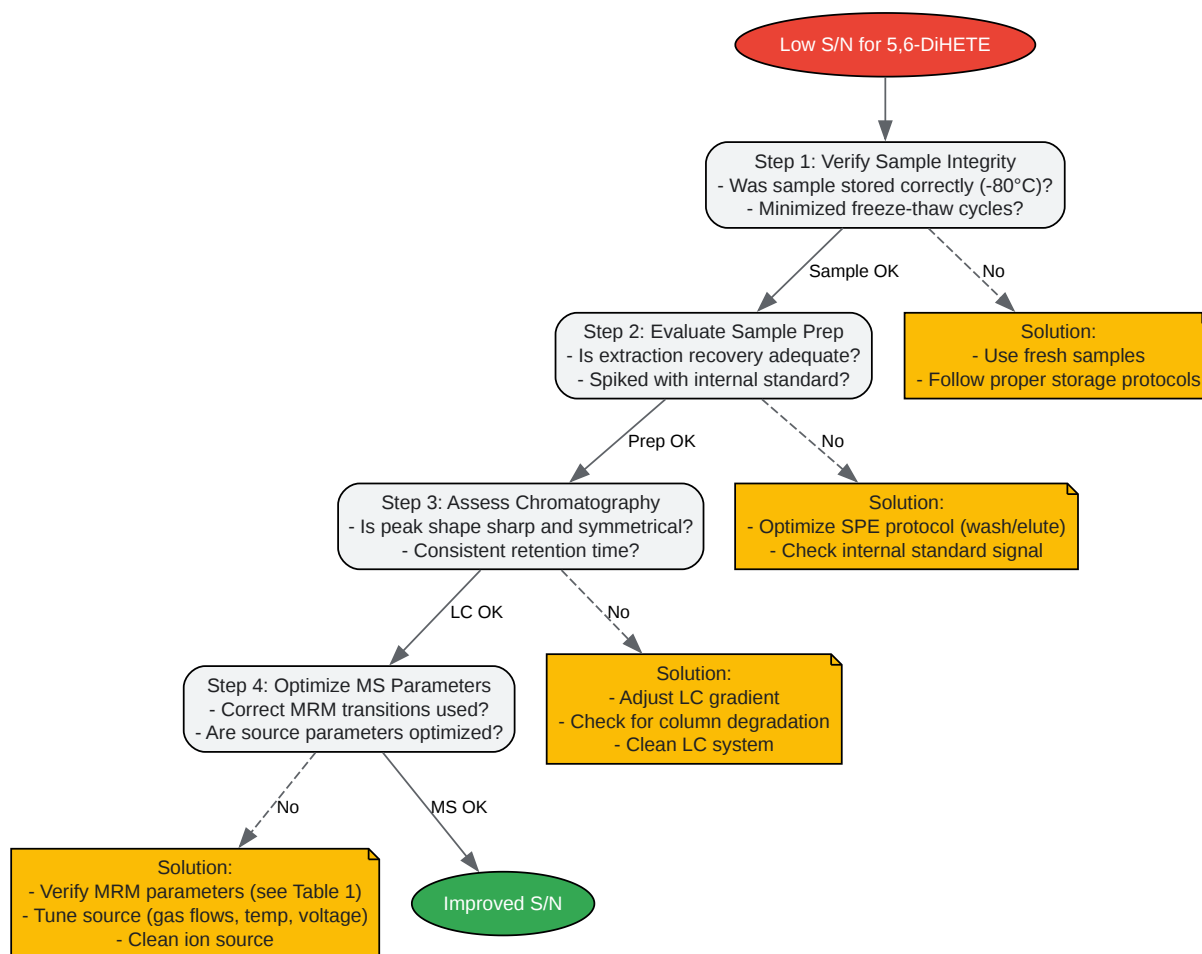 Low S/N for 5,6-DiHETE
Step 1: Verify Sample Integrity
- Was sample stored correctly (-80°C)?
- Minimized freeze-thaw cycles?
Sample OK
No
Step 2: Evaluate Sample Prep
- Is extraction recovery adequate?
- Spiked with internal standard?
Solution:
- Use fresh samples
- Follow proper storage protocols
Prep OK
No
Step 3: Assess Chromatography
- Is peak shape sharp and symmetrical?
- Consistent retention time?
Solution:
- Optimize SPE protocol (wash/elute)
- Check internal standard signal
LC OK
No
Step 4: Optimize MS Parameters
- Correct MRM transitions used?
- Are source parameters optimized?
Solution:
- Adjust LC gradient
- Check for column degradation
- Clean LC system
No
MS OK
Solution:
- Verify MRM parameters (see Table 1)
- Tune source (gas flows, temp, voltage)
- Clean ion source
Improved S/N